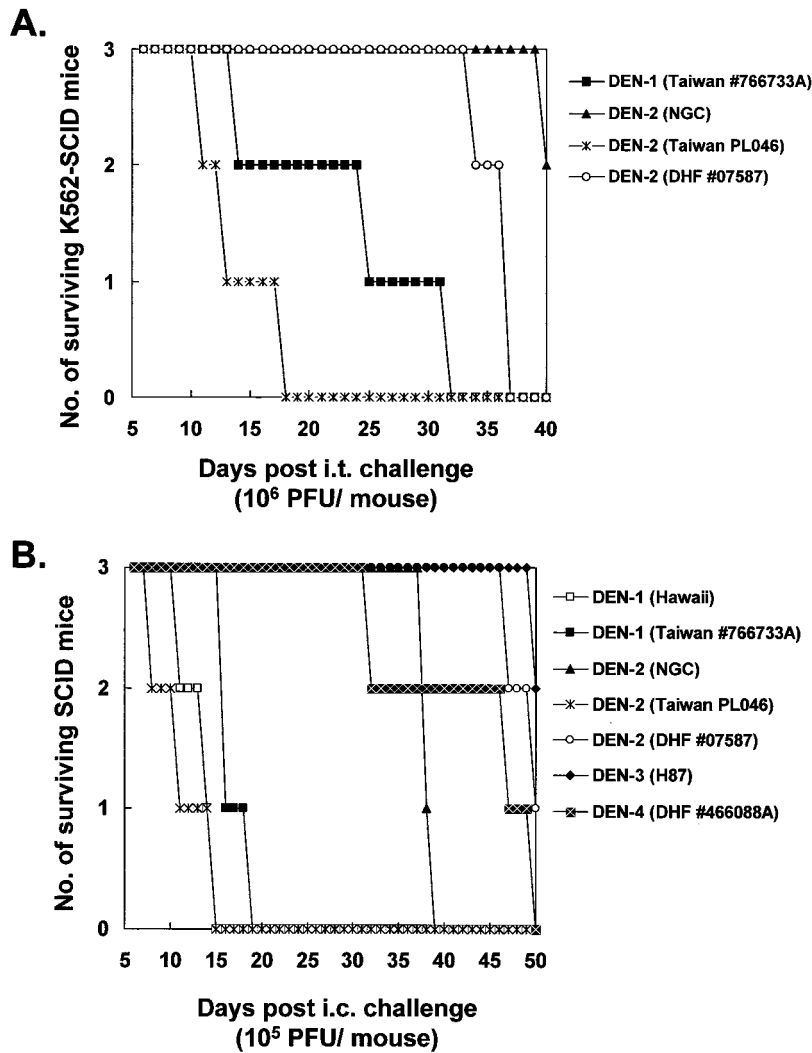 A.
No. of surviving K562-SCID mice
3
2
1
0
5 10 15 20 25 30 35 40
Days post i.t. challenge
(10⁶ PFU/ mouse)
DEN-1 (Taiwan #766733A)
DEN-2 (NGC)
DEN-2 (Taiwan PL046)
DEN-2 (DHF #07587)
B.
No. of surviving SCID mice
3
2
1
0
5 10 15 20 25 30 35 40 45 50
Days post i.c. challenge
(10⁵ PFU/ mouse)
DEN-1 (Hawaii)
DEN-1 (Taiwan #766733A)
DEN-2 (NGC)
DEN-2 (Taiwan PL046)
DEN-2 (DHF #07587)
DEN-3 (H87)
DEN-4 (DHF #466088A)